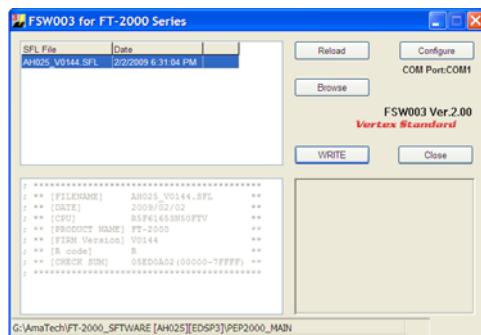 FSW003 for FT-2000 Series
SFL File Date
AH025_V0144.SFL 2/2/2009 6:31:04 PM
Reload
Configure
COM Port:COM1
Browse
FSW003 Ver.2.00
Vertex Standard
WRITE
Close
; *****************************************
; ** [FILENAME] AH025_V0144.SFL **
; ** [DATE] 2009/02/02 **
; ** [CPU] R5F61653N50FTV **
; ** [PRODUCT NAME] FT-2000 **
; ** [FIRM Version] V0144 **
; ** [R code] R **
; ** [CHECK SUM] 05ED0A02(00000-7FFFF) **
; *****************************************
G:\AmaTech\FT-2000_SFTWARE [AH025][EDSP3]\PEP2000_MAIN